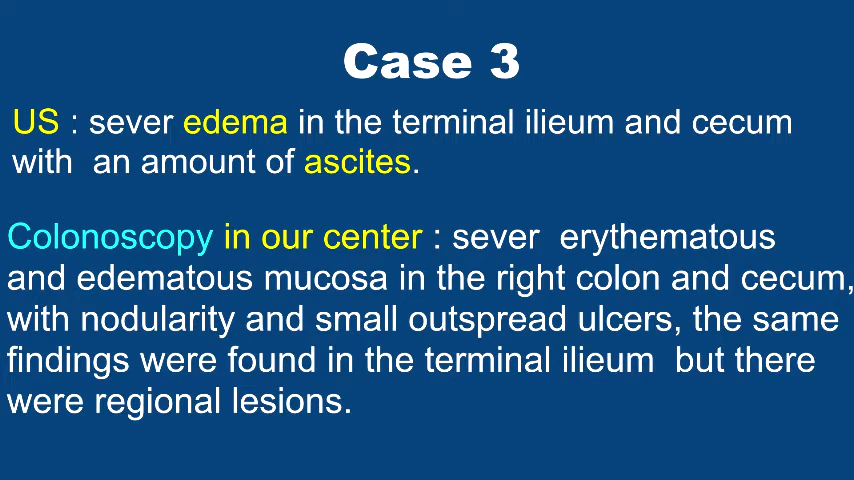 Case 3
US : sever edema in the terminal ilieum and cecum
with an amount of ascites.
Colonoscopy in our center : sever erythematous
and edematous mucosa in the right colon and cecum,
with nodularity and small outspread ulcers, the same
findings were found in the terminal ilieum but there
were regional lesions.